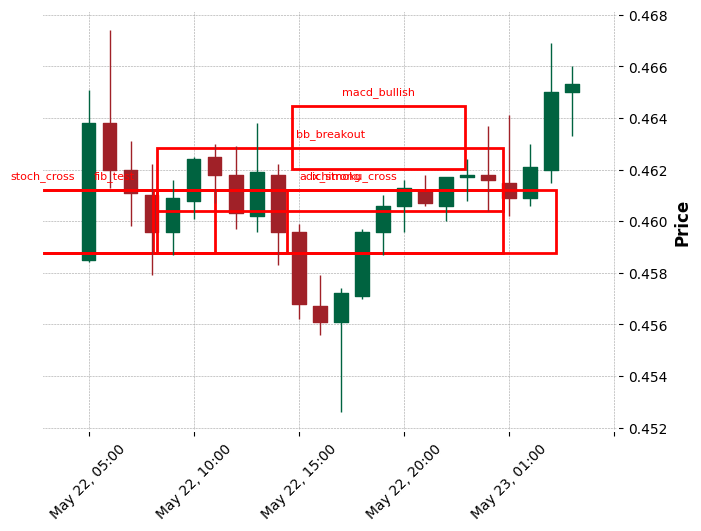 0.468
0.466
macd_bullish
0.464
bb_breakout
0.462
stoch_cross
0.460
Price
0.458
0.456
0.454
0.452
May 22, 05:00
May 22, 10:00
May 22, 15:00
May 22, 20:00
May 23, 01:00